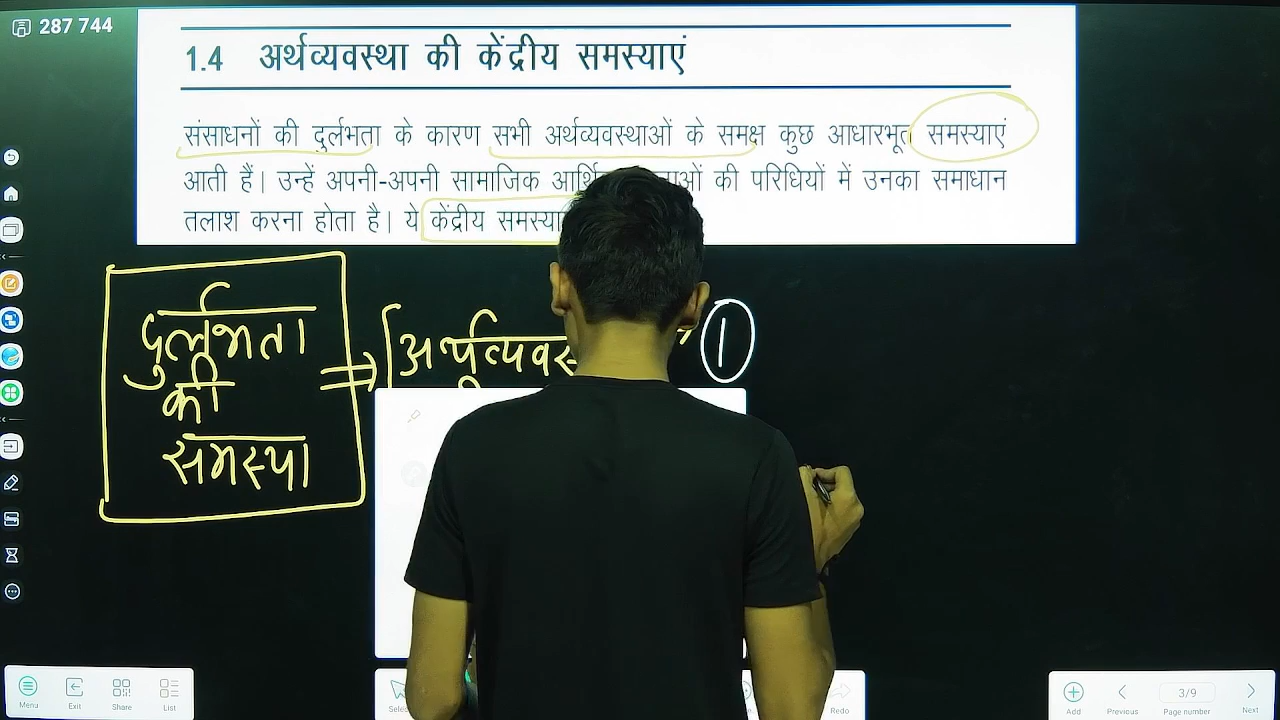 287 744
1.4 अर्थव्यवस्था की केंद्रीय समस्याएं
संसाधनों की दुर्लभता के कारण सभी अर्थव्यवस्थाओं के समक्ष कुछ आधारभूत समस्याएं
आती हैं। उन्हें अपनी-अपनी सामाजिक की परिधियों में उनका समाधान
तलाश करना होता है। ये केंद्रीय
दुर्लभता
की
समस्या
1
Menu
Exit
Share
List
Redo
Add
Previous
3/9
Page number
Next